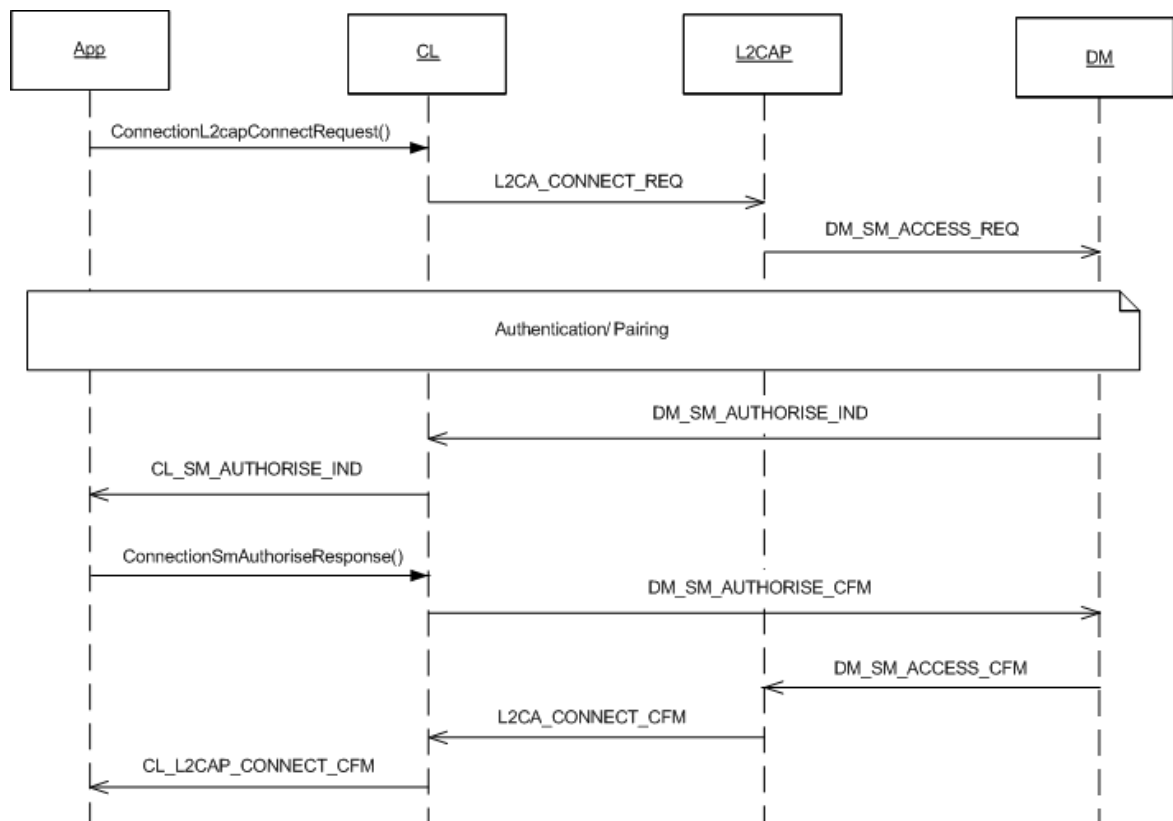 App
CL
L2CAP
DM
ConnectionL2capConnectRequest()
L2CA_CONNECT_REQ
DM_SM_ACCESS_REQ
Authentication/ Pairing
DM_SM_AUTHORISE_IND
CL_SM_AUTHORISE_IND
ConnectionSmAuthoriseResponse()
DM_SM_AUTHORISE_CFM
DM_SM_ACCESS_CFM
L2CA_CONNECT_CFM
CL_L2CAP_CONNECT_CFM